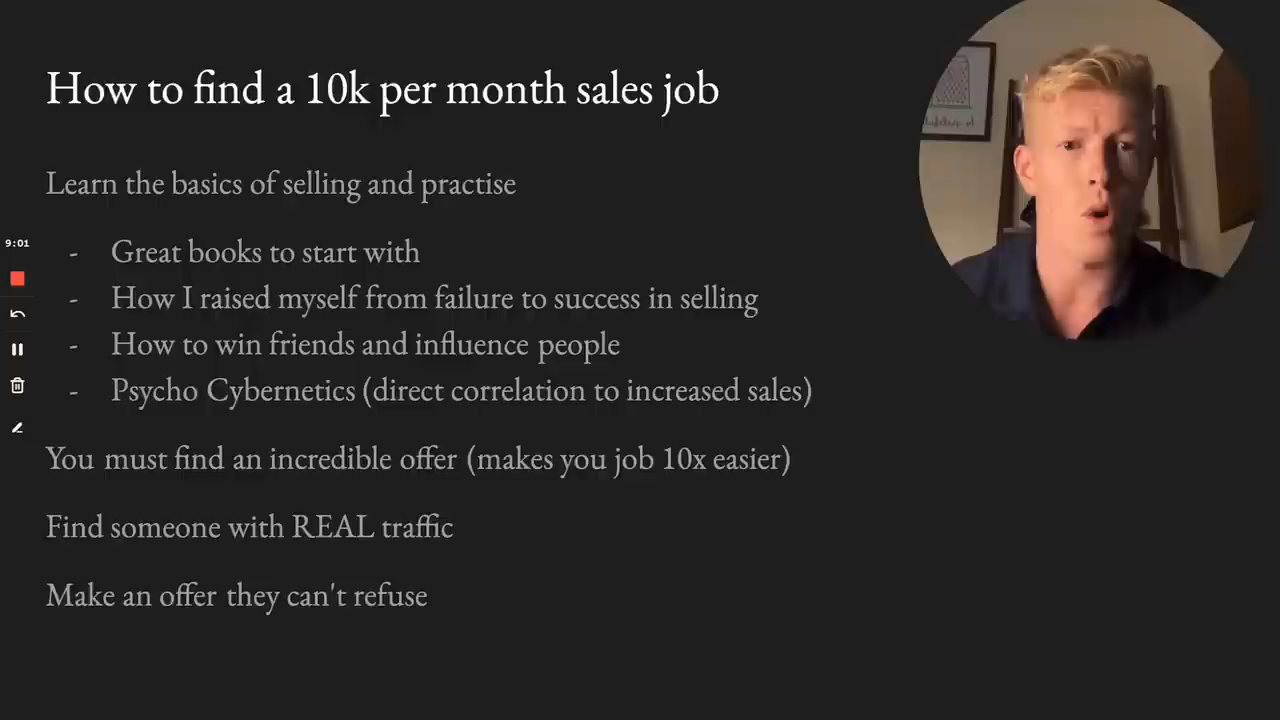 How to find a 10k per month sales job
Learn the basics of selling and practise
- Great books to start with
- How I raised myself from failure to success in selling
- How to win friends and influence people
- Psycho Cybernetics (direct correlation to increased sales)
9:01
You must find an incredible offer (makes you job 10x easier)
Find someone with REAL traffic
Make an offer they can't refuse